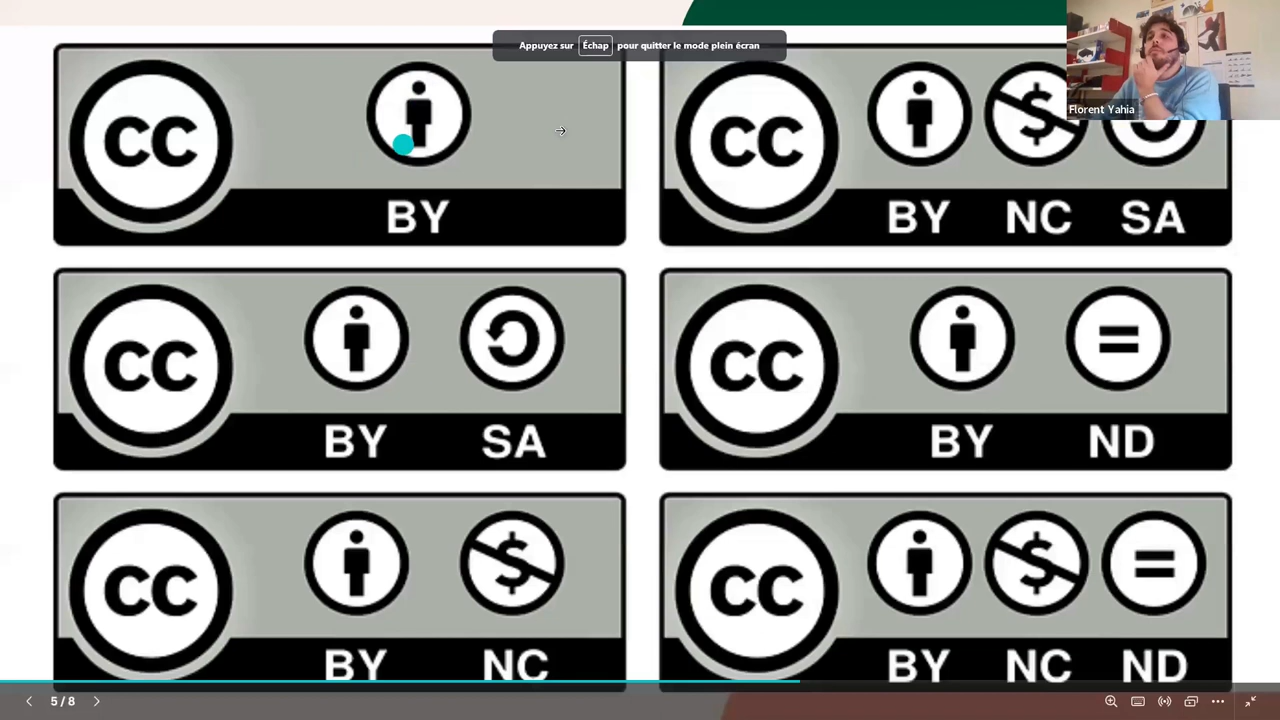 Appuyez sur Échap pour quitter le mode plein écran
Florent Yahia
CC
BY
CC
BY NC SA
CC
BY SA
CC
BY ND
CC
BY NC
CC
BY NC ND
5 / 8